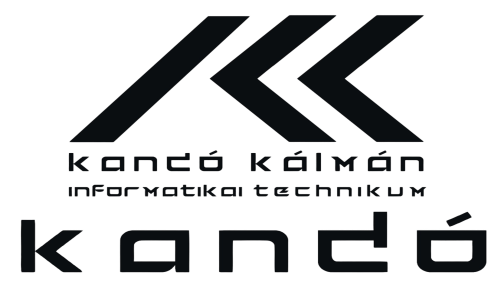 kandó kálmán
informatikai technikum
kandó